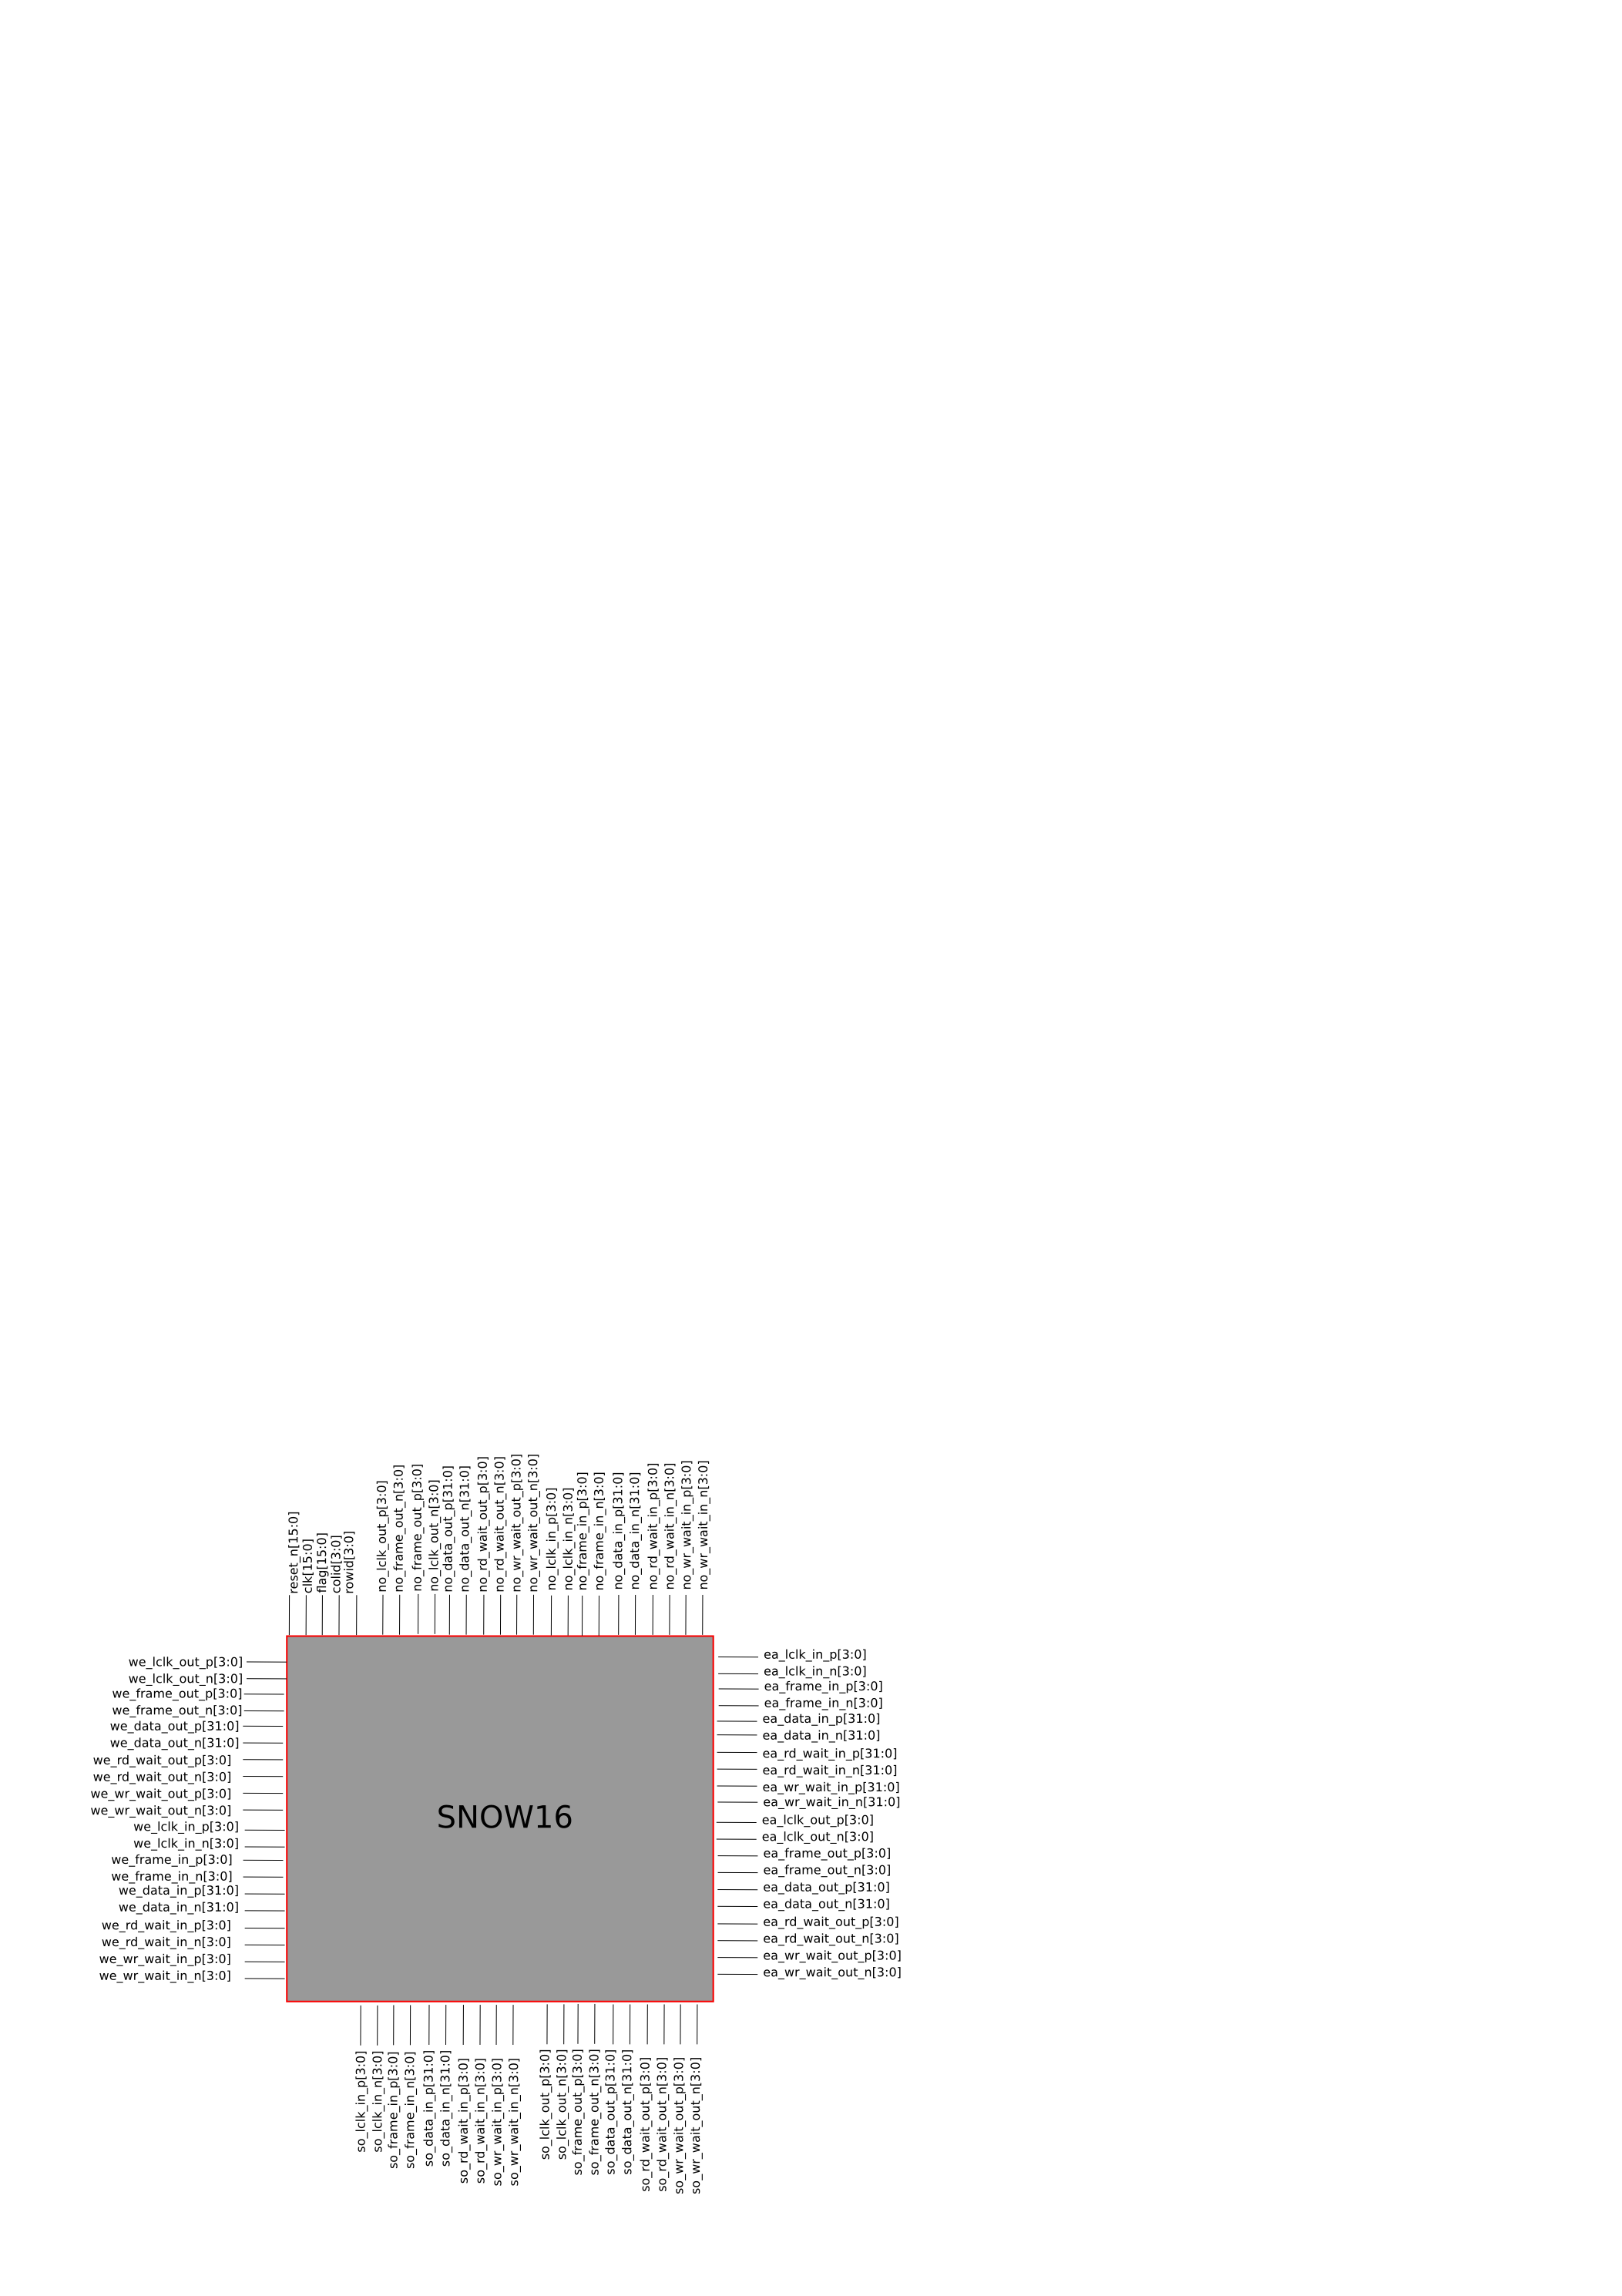 reset_n[15:0]
clk[15:0]
flag[15:0]
colid[3:0]
rowid[3:0]
no_lclk_out_p[3:0]
no_frame_out_n[3:0]
no_frame_out_p[3:0]
no_lclk_out_n[3:0]
no_data_out_p[31:0]
no_data_out_n[31:0]
no_rd_wait_out_p[3:0]
no_rd_wait_out_n[3:0]
no_wr_wait_out_p[3:0]
no_wr_wait_out_n[3:0]
no_lclk_in_p[3:0]
no_lclk_in_n[3:0]
no_frame_in_p[3:0]
no_frame_in_n[3:0]
no_data_in_p[31:0]
no_data_in_n[31:0]
no_rd_wait_in_p[3:0]
no_rd_wait_in_n[3:0]
no_wr_wait_in_p[3:0]
no_wr_wait_in_n[3:0]
we_lclk_out_p[3:0]
we_lclk_out_n[3:0]
we_frame_out_p[3:0]
we_frame_out_n[3:0]
we_data_out_p[31:0]
we_data_out_n[31:0]
we_rd_wait_out_p[3:0]
we_rd_wait_out_n[3:0]
we_wr_wait_out_p[3:0]
we_wr_wait_out_n[3:0]
we_lclk_in_p[3:0]
we_lclk_in_n[3:0]
we_frame_in_p[3:0]
we_frame_in_n[3:0]
we_data_in_p[31:0]
we_data_in_n[31:0]
we_rd_wait_in_p[3:0]
we_rd_wait_in_n[3:0]
we_wr_wait_in_p[3:0]
we_wr_wait_in_n[3:0]
SNOW16
ea_lclk_in_p[3:0]
ea_lclk_in_n[3:0]
ea_frame_in_p[3:0]
ea_frame_in_n[3:0]
ea_data_in_p[31:0]
ea_data_in_n[31:0]
ea_rd_wait_in_p[31:0]
ea_rd_wait_in_n[31:0]
ea_wr_wait_in_p[31:0]
ea_wr_wait_in_n[31:0]
ea_lclk_out_p[3:0]
ea_lclk_out_n[3:0]
ea_frame_out_p[3:0]
ea_frame_out_n[3:0]
ea_data_out_p[31:0]
ea_data_out_n[31:0]
ea_rd_wait_out_p[3:0]
ea_rd_wait_out_n[3:0]
ea_wr_wait_out_p[3:0]
ea_wr_wait_out_n[3:0]
so_lclk_in_p[3:0]
so_lclk_in_n[3:0]
so_frame_in_p[3:0]
so_frame_in_n[3:0]
so_data_in_p[31:0]
so_data_in_n[31:0]
so_rd_wait_in_p[3:0]
so_rd_wait_in_n[3:0]
so_wr_wait_in_p[3:0]
so_wr_wait_in_n[3:0]
so_lclk_out_p[3:0]
so_lclk_out_n[3:0]
so_frame_out_p[3:0]
so_frame_out_n[3:0]
so_data_out_p[31:0]
so_data_out_n[31:0]
so_rd_wait_out_p[3:0]
so_rd_wait_out_n[3:0]
so_wr_wait_out_p[3:0]
so_wr_wait_out_n[3:0]